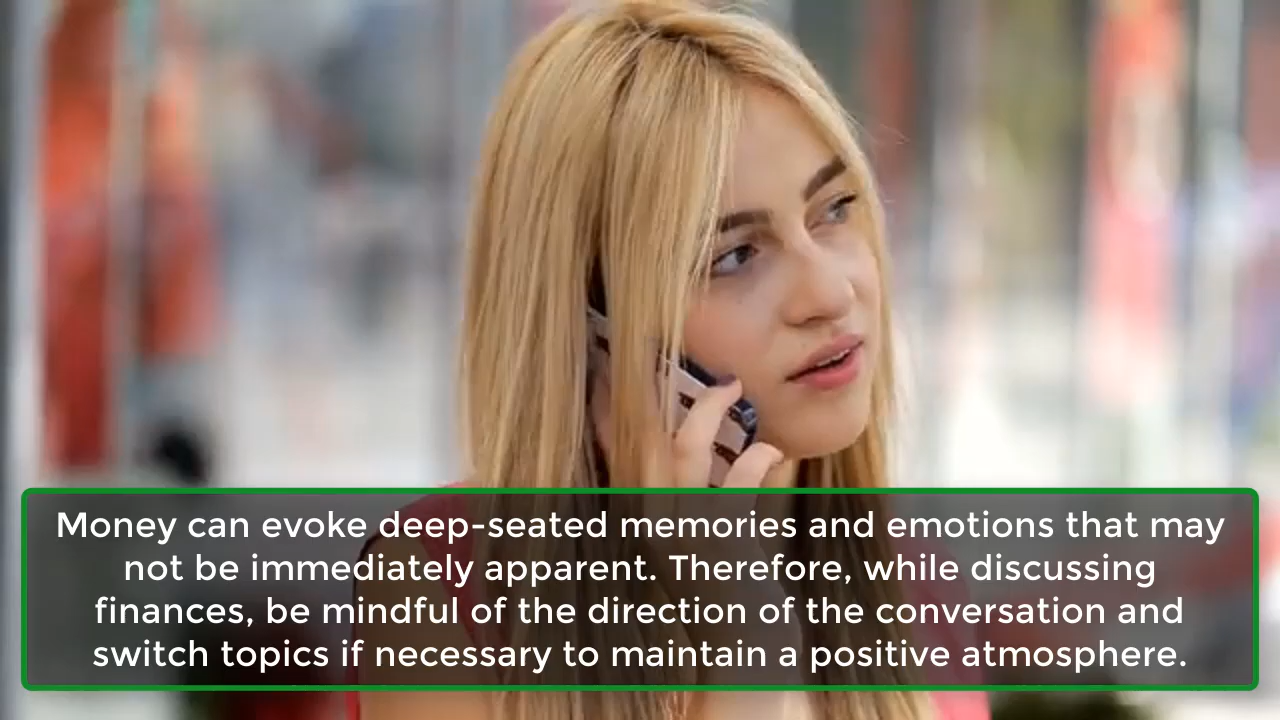 Money can evoke deep-seated memories and emotions that may
not be immediately apparent. Therefore, while discussing
finances, be mindful of the direction of the conversation and
switch topics if necessary to maintain a positive atmosphere.